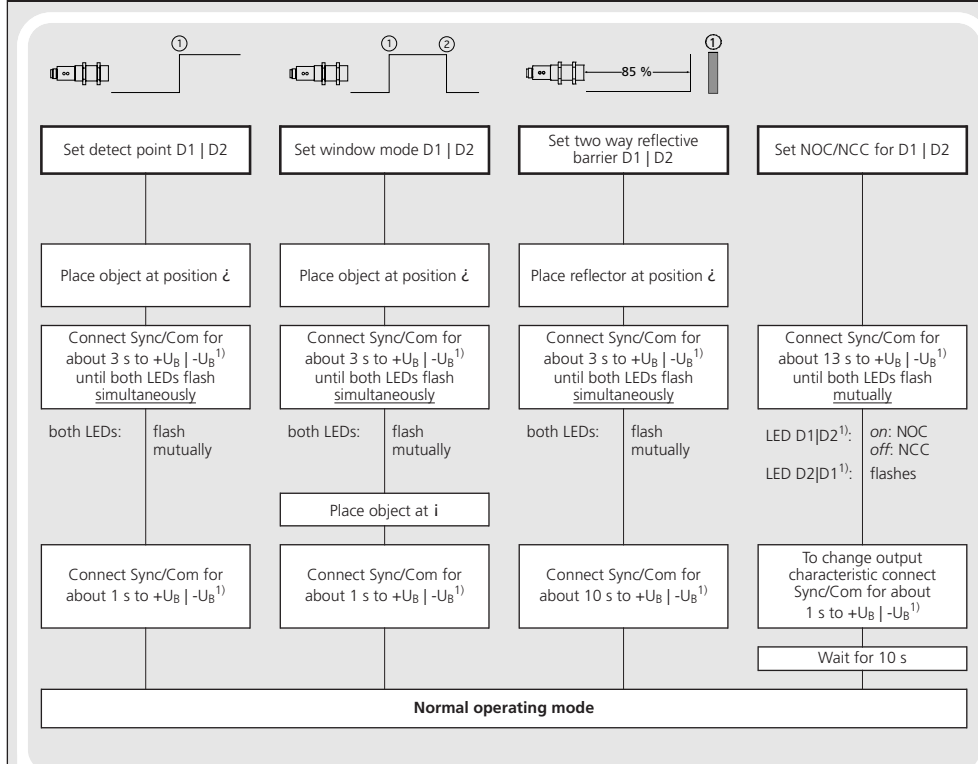 ①
① ②
85 %
①
Set detect point D1 | D2
Place object at position ¿
Connect Sync/Com for
about 3 s to +UB | -UB1)
until both LEDs flash
simultaneously
both LEDs: flash
mutually
Connect Sync/Com for
about 1 s to +UB | -UB1)
Set window mode D1 | D2
Place object at position ¿
Connect Sync/Com for
about 3 s to +UB | -UB1)
until both LEDs flash
simultaneously
both LEDs: flash
mutually
Place object at ¡
Connect Sync/Com for
about 1 s to +UB | -UB1)
Set two way reflective
barrier D1 | D2
Place reflector at position ¿
Connect Sync/Com for
about 3 s to +UB | -UB1)
until both LEDs flash
simultaneously
both LEDs: flash
mutually
Connect Sync/Com for
about 10 s to +UB | -UB1)
Set NOC/NCC for D1 | D2
Connect Sync/Com for
about 13 s to +UB | -UB1)
until both LEDs flash
mutually
LED D1|D21): on: NOC
off: NCC
LED D2|D11): flashes
To change output
characteristic connect
Sync/Com for about
1 s to +UB | -UB1)
Wait for 10 s
Normal operating mode